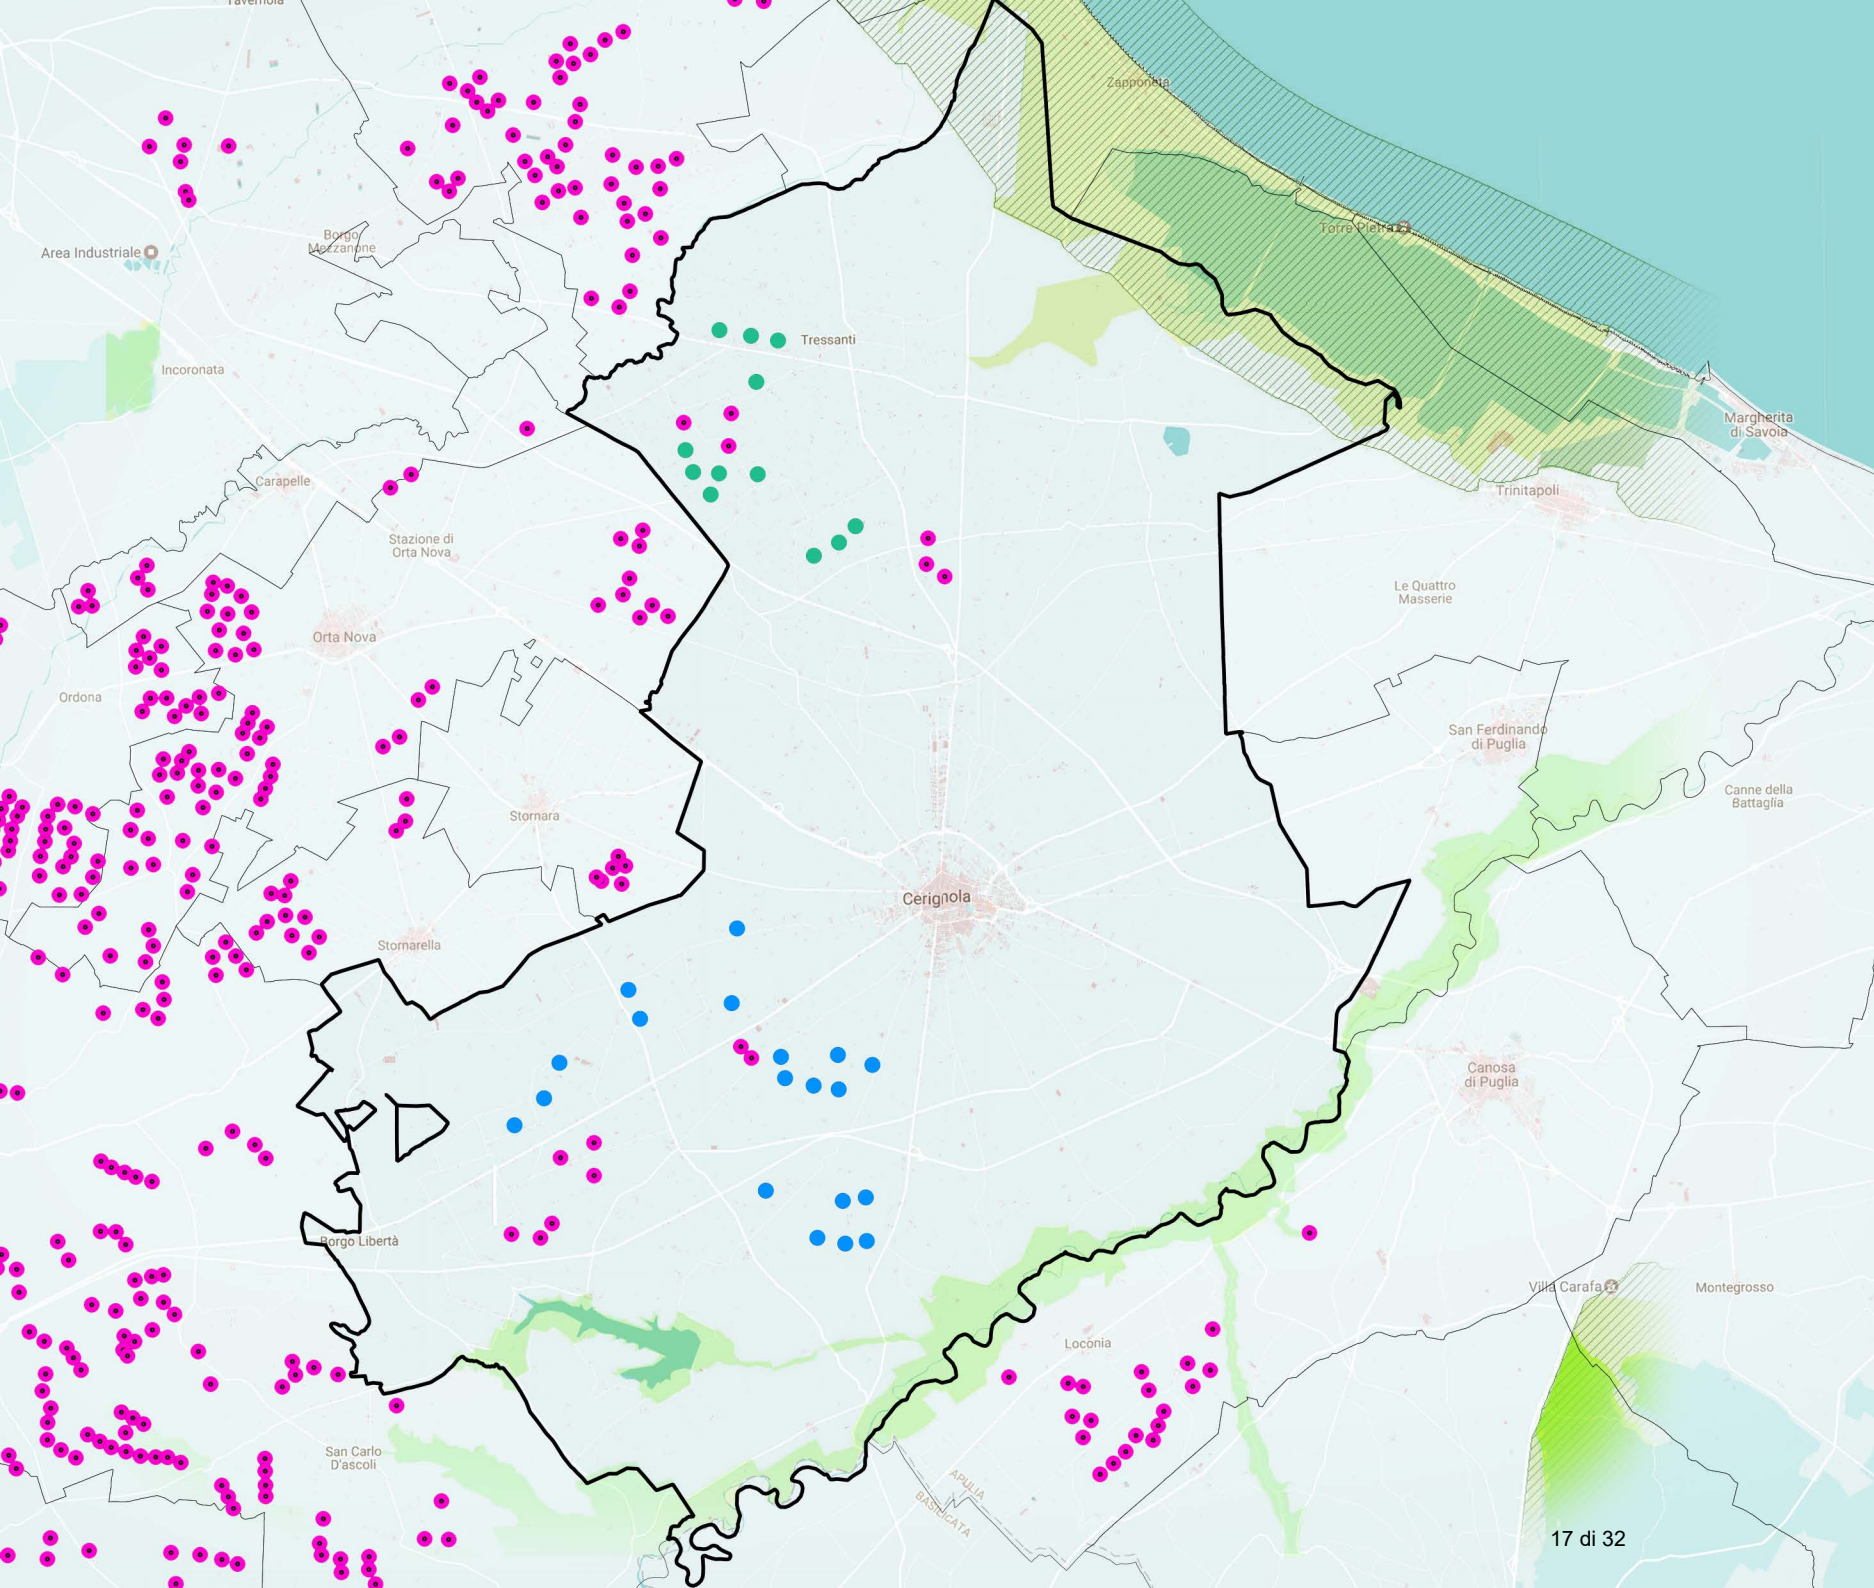 Tavernola
Zapponeta
Torre Pietra
Borgo
Mezzanone
Area Industriale
Tressanti
Incoronata
Margherita
di Savoia
Carapelle
Trinitapoli
Stazione di
Orta Nova
Le Quattro
Masserie
Orta Nova
Ordona
San Ferdinando
di Puglia
Canne della
Battaglia
Stornara
Cerignola
Stornarella
Canosa
di Puglia
Borgo Libertà
Villa Carafa
Montegrosso
Loconia
San Carlo
D'ascoli
APULIA
BASILICATA
17 di 32